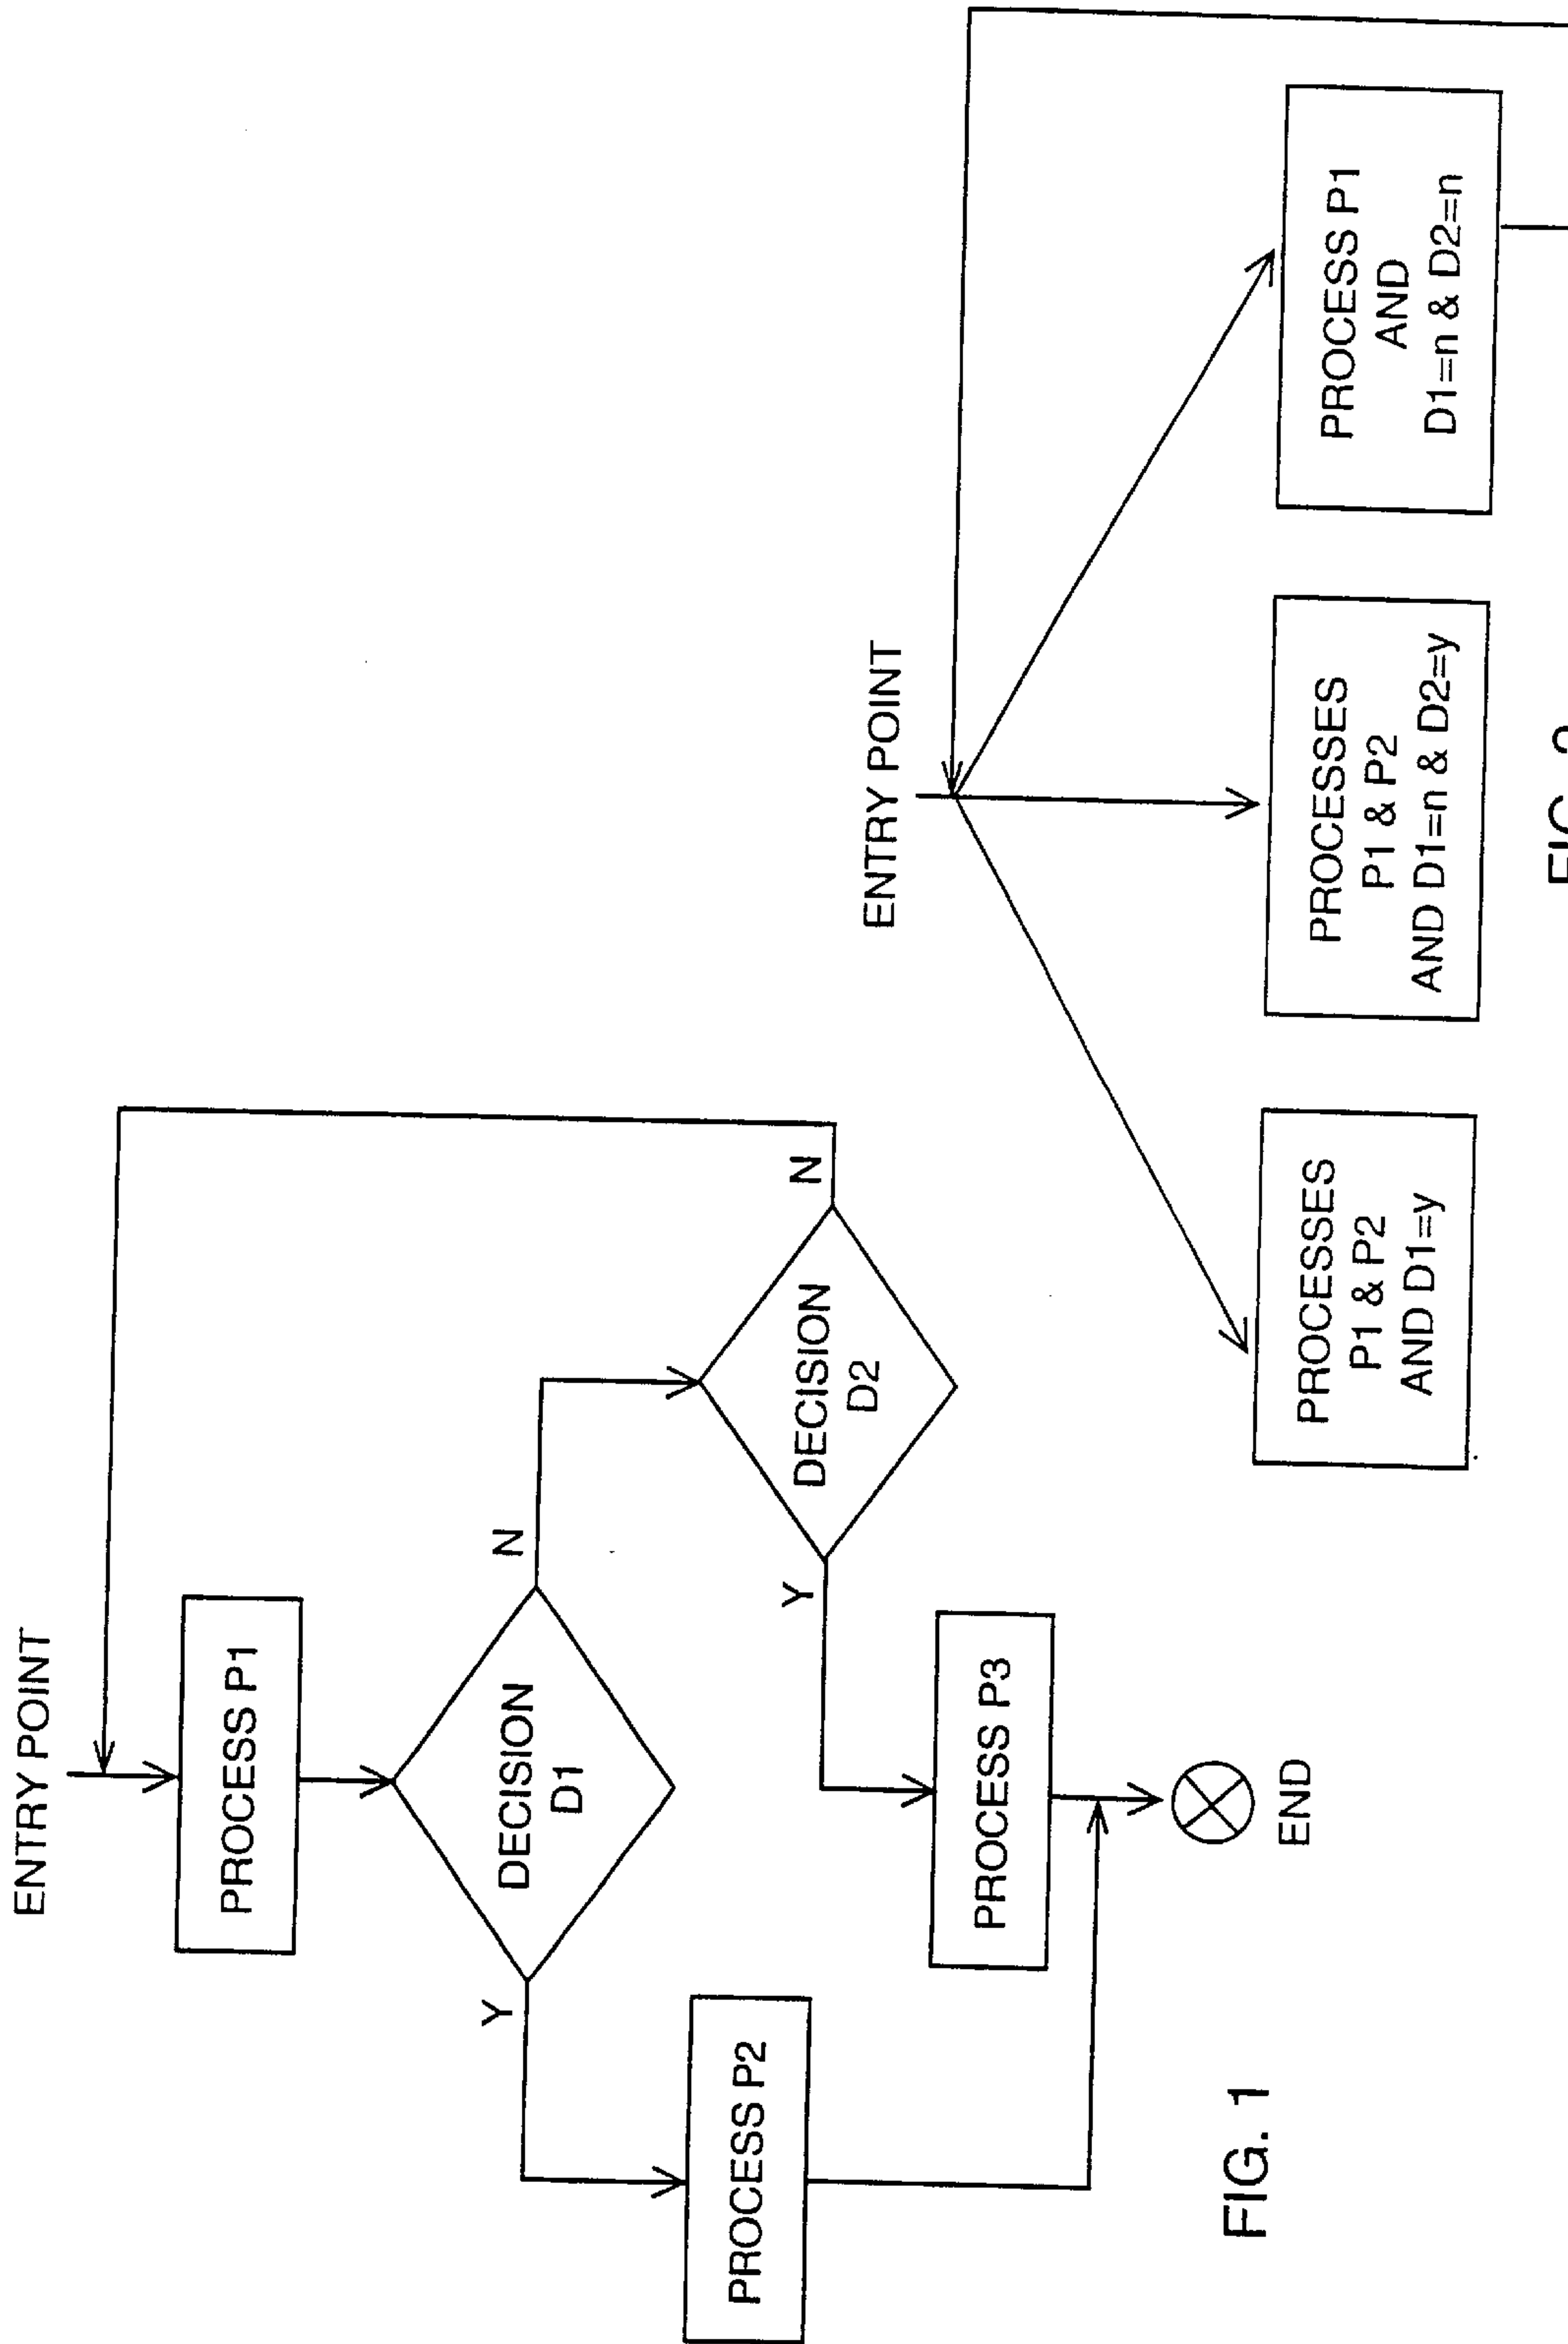 ENTRY POINT
PROCESS P1
DECISION
D1
Y
N
PROCESS P2
DECISION
D2
Y
N
PROCESS P3
END
FIG. 1
ENTRY POINT
PROCESSES
P1 & P2
AND D1=y
PROCESSES
P1 & P2
AND D1=n & D2=y
PROCESS P1
AND
D1=n & D2=n
FIG.